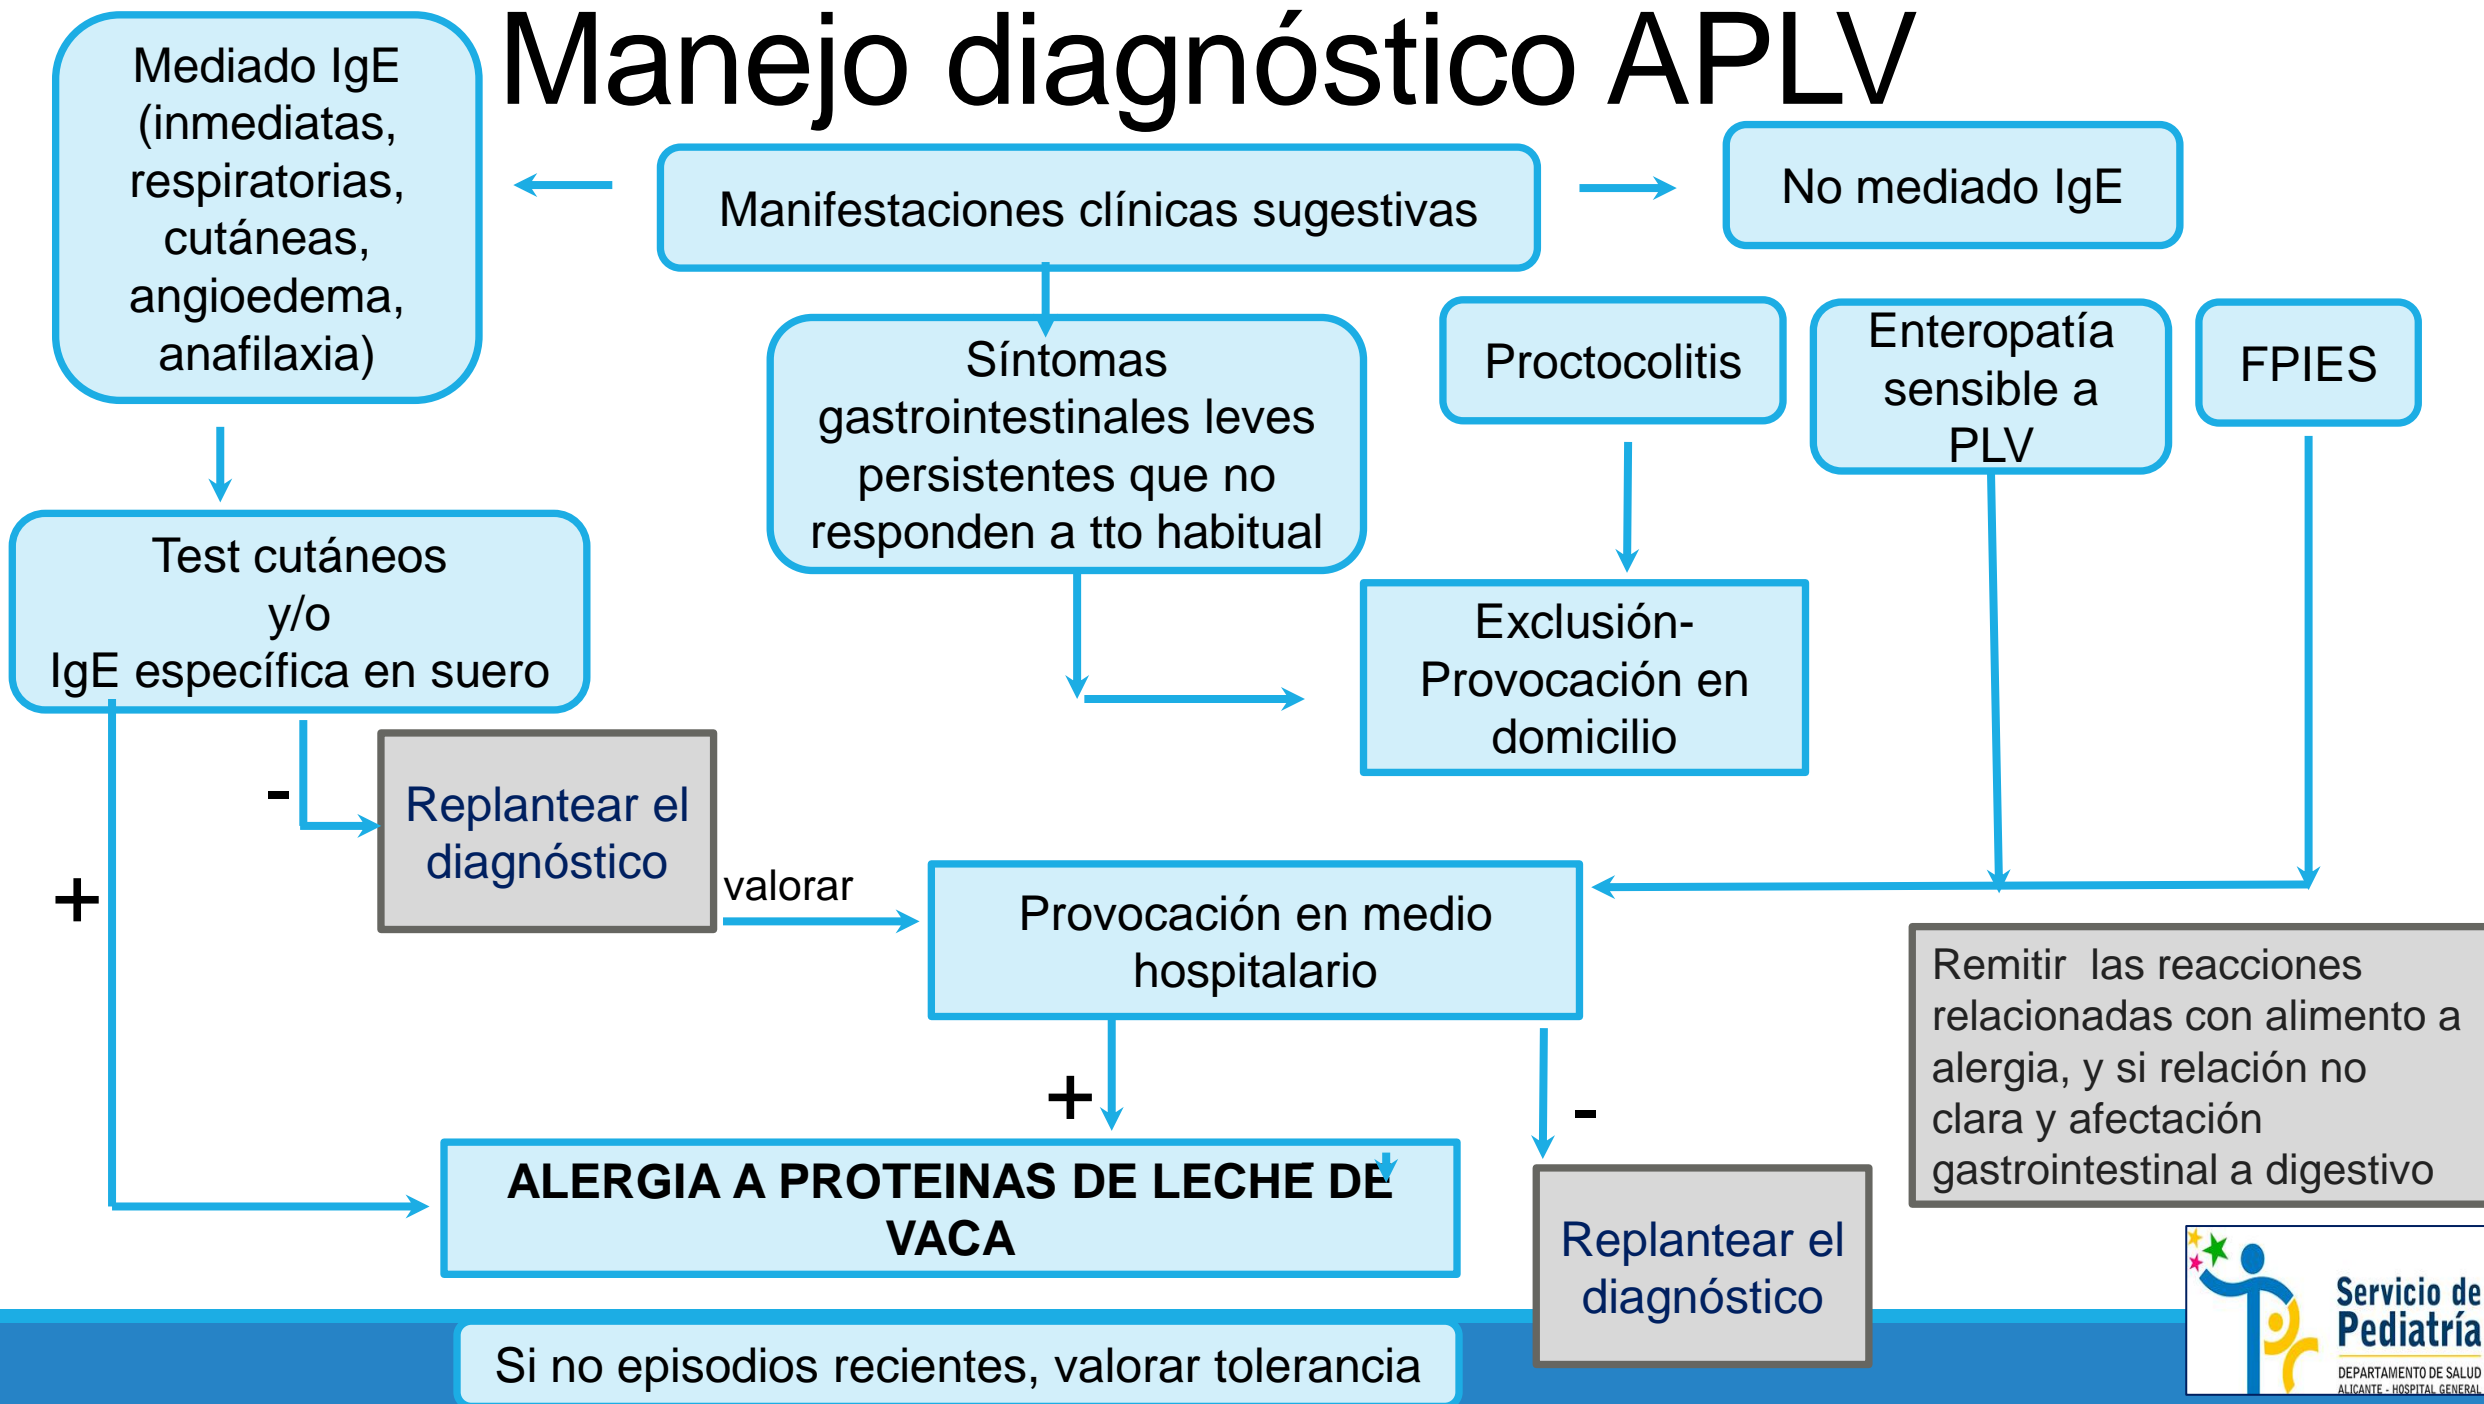 Manejo diagnóstico APLV
Mediado IgE
(inmediatas,
respiratorias,
cutáneas,
angioedema,
anafilaxia)
Manifestaciones clínicas sugestivas
No mediado IgE
Síntomas
gastrointestinales leves
persistentes que no
responden a tto habitual
Proctocolitis
Enteropatía
sensible a
PLV
FPIES
Test cutáneos
y/o
IgE específica en suero
Exclusión-
Provocación en
domicilio
-
Replantear el
diagnóstico
+
valorar
Provocación en medio
hospitalario
Remitir las reacciones
relacionadas con alimento a
alergia, y si relación no
clara y afectación
gastrointestinal a digestivo
+
-
ALERGIA A PROTEINAS DE LECHE DE
VACA
Replantear el
diagnóstico
Si no episodios recientes, valorar tolerancia
Servicio de
Pediatría
DEPARTAMENTO DE SALUD
ALICANTE - HOSPITAL GENERAL